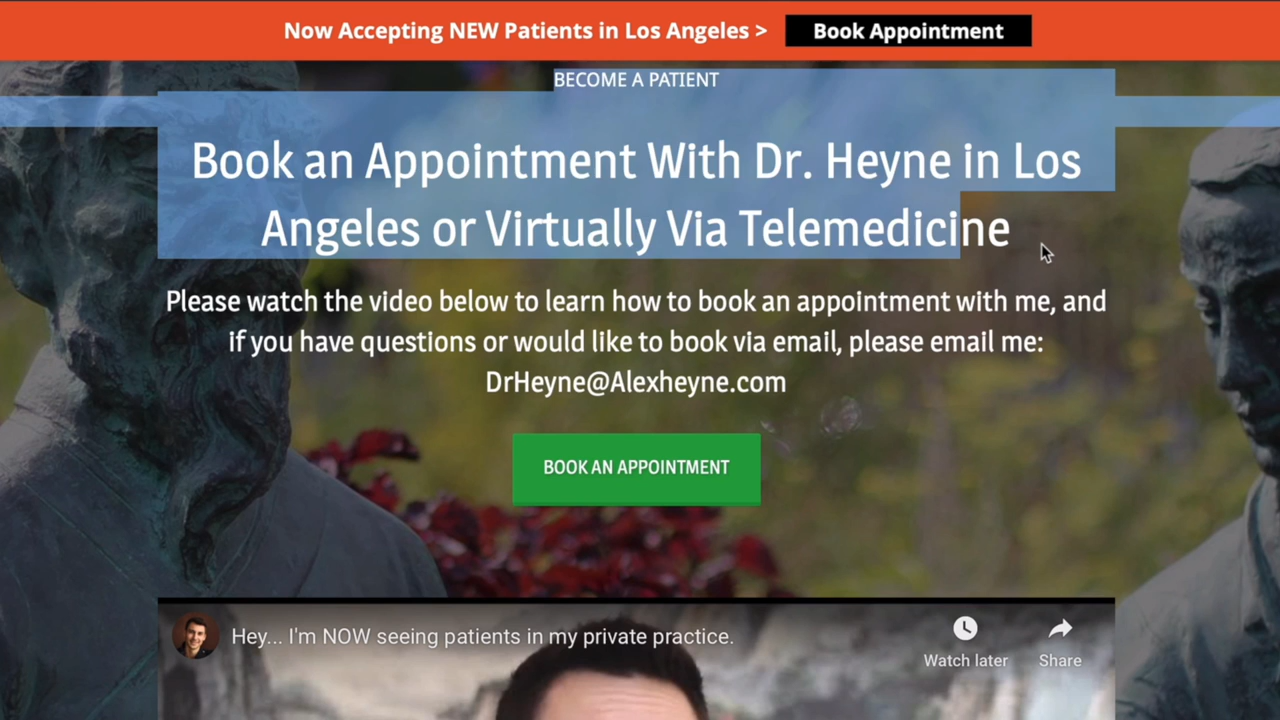 Now Accepting NEW Patients in Los Angeles > Book Appointment
BECOME A PATIENT
Book an Appointment With Dr. Heyne in Los
Angeles or Virtually Via Telemedicine
Please watch the video below to learn how to book an appointment with me, and
if you have questions or would like to book via email, please email me:
DrHeyne@Alexheyne.com
BOOK AN APPOINTMENT
Hey... I'm NOW seeing patients in my private practice.
Watch later
Share